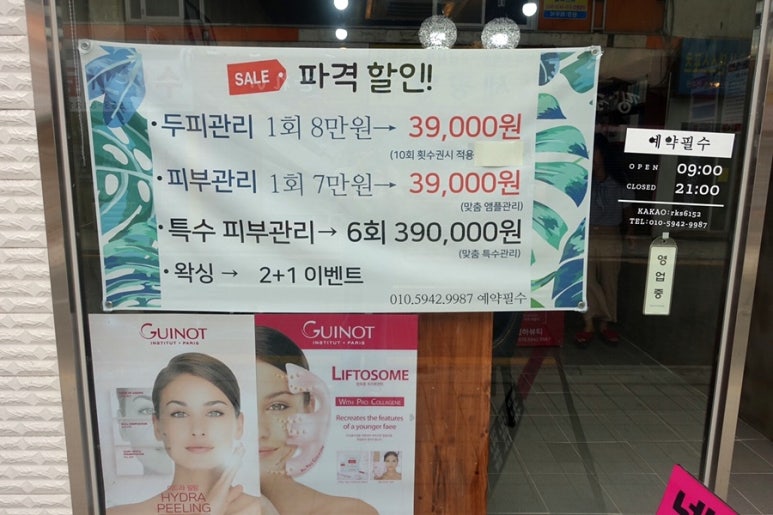 SALE 파격 할인!
• 두피관리 1회 8만원→ 39,000원
(10회 횟수권시 적용
• 피부관리 1회 7만원→ 39,000원
(맞춤 앰플관리)
• 특수 피부관리→ 6회 390,000원
(맞춤 특수관리)
• 왁싱 → 2+1 이벤트
010.5942.9987 예약필수
예약필수
OPEN 09:00
CLOSED 21:00
KAKAO:rks6152
TEL:010-5942-9987
영업중
GUINOT
INSTITUT • PARIS
HYDRA
PEELING
GUINOT
INSTITUT • PARIS
LIFTOSOME
WITH PRO COLLAGENE
Recreates the features
of a younger face